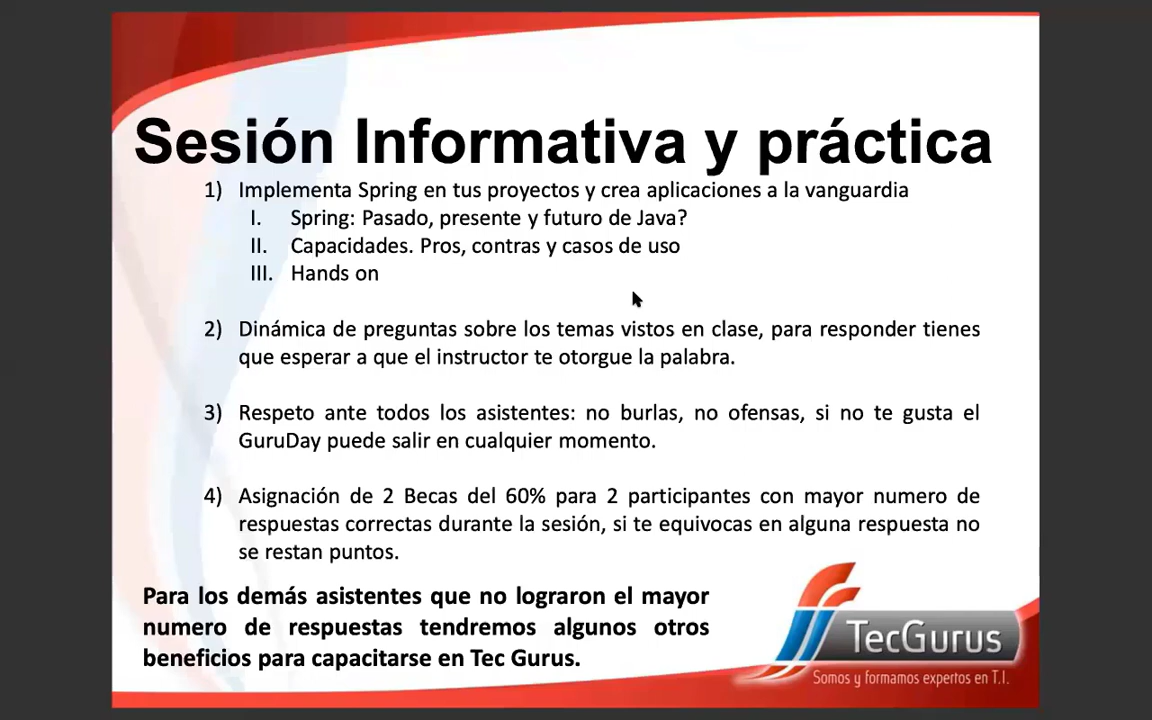 Sesión Informativa y práctica
1) Implementa Spring en tus proyectos y crea aplicaciones a la vanguardia
I. Spring: Pasado, presente y futuro de Java?
II. Capacidades. Pros, contras y casos de uso
III. Hands on
2) Dinámica de preguntas sobre los temas vistos en clase, para responder tienes
que esperar a que el instructor te otorgue la palabra.
3) Respeto ante todos los asistentes: no burlas, no ofensas, si no te gusta el
GuruDay puede salir en cualquier momento.
4) Asignación de 2 Becas del 60% para 2 participantes con mayor numero de
respuestas correctas durante la sesión, si te equivocas en alguna respuesta no
se restan puntos.
Para los demás asistentes que no lograron el mayor
numero de respuestas tendremos algunos otros
beneficios para capacitarse en Tec Gurus.
TecGurus
Somos y formamos expertos en T.I.